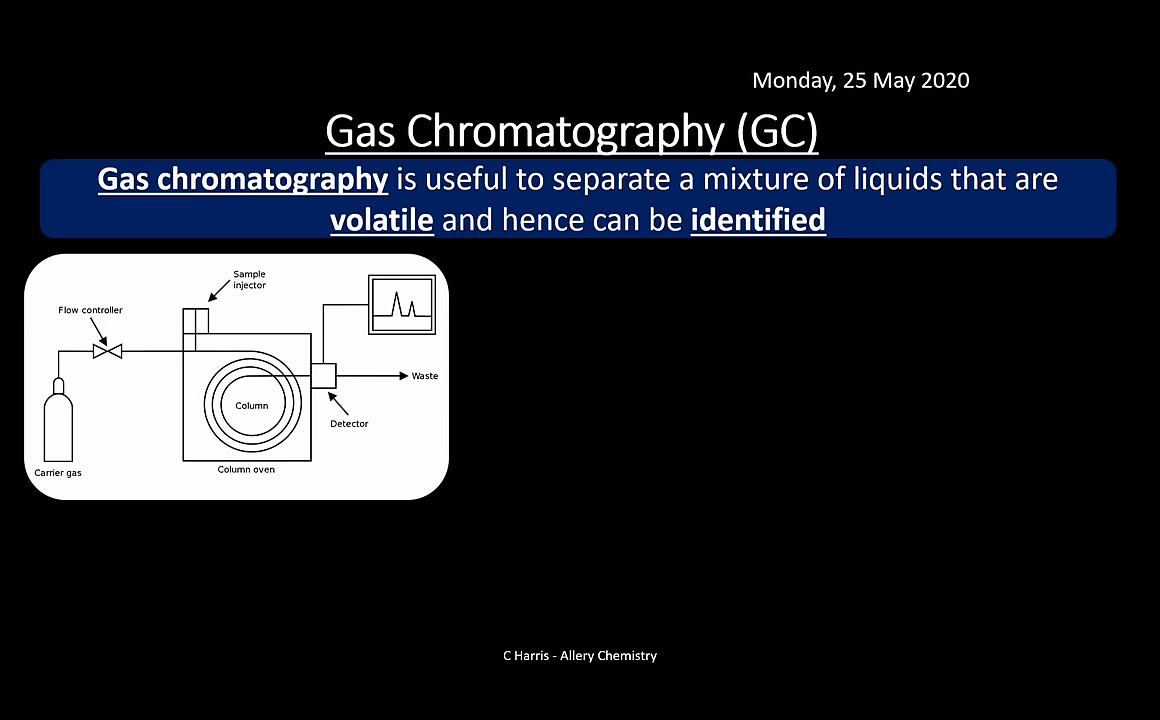 Monday, 25 May 2020
Gas Chromatography (GC)
Gas chromatography is useful to separate a mixture of liquids that are
volatile and hence can be identified
Sample
injector
Flow controller
Waste
Column
Detector
Column oven
Carrier gas
C Harris - Allery Chemistry